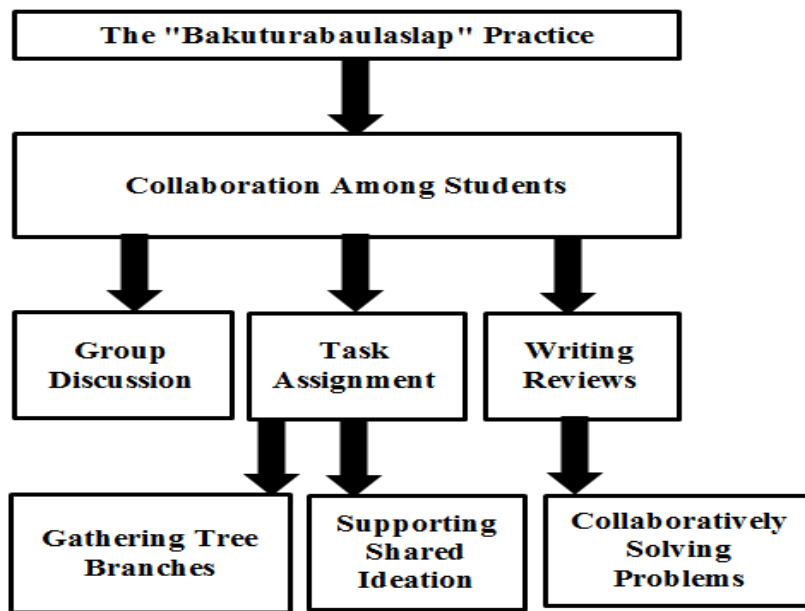 The "Bakuturabaulaslap" Practice
Collaboration Among Students
Group
Discussion
Task
Assignment
Writing
Reviews
Gathering Tree
Branches
Supporting
Shared
Ideation
Collaboratively
Solving
Problems